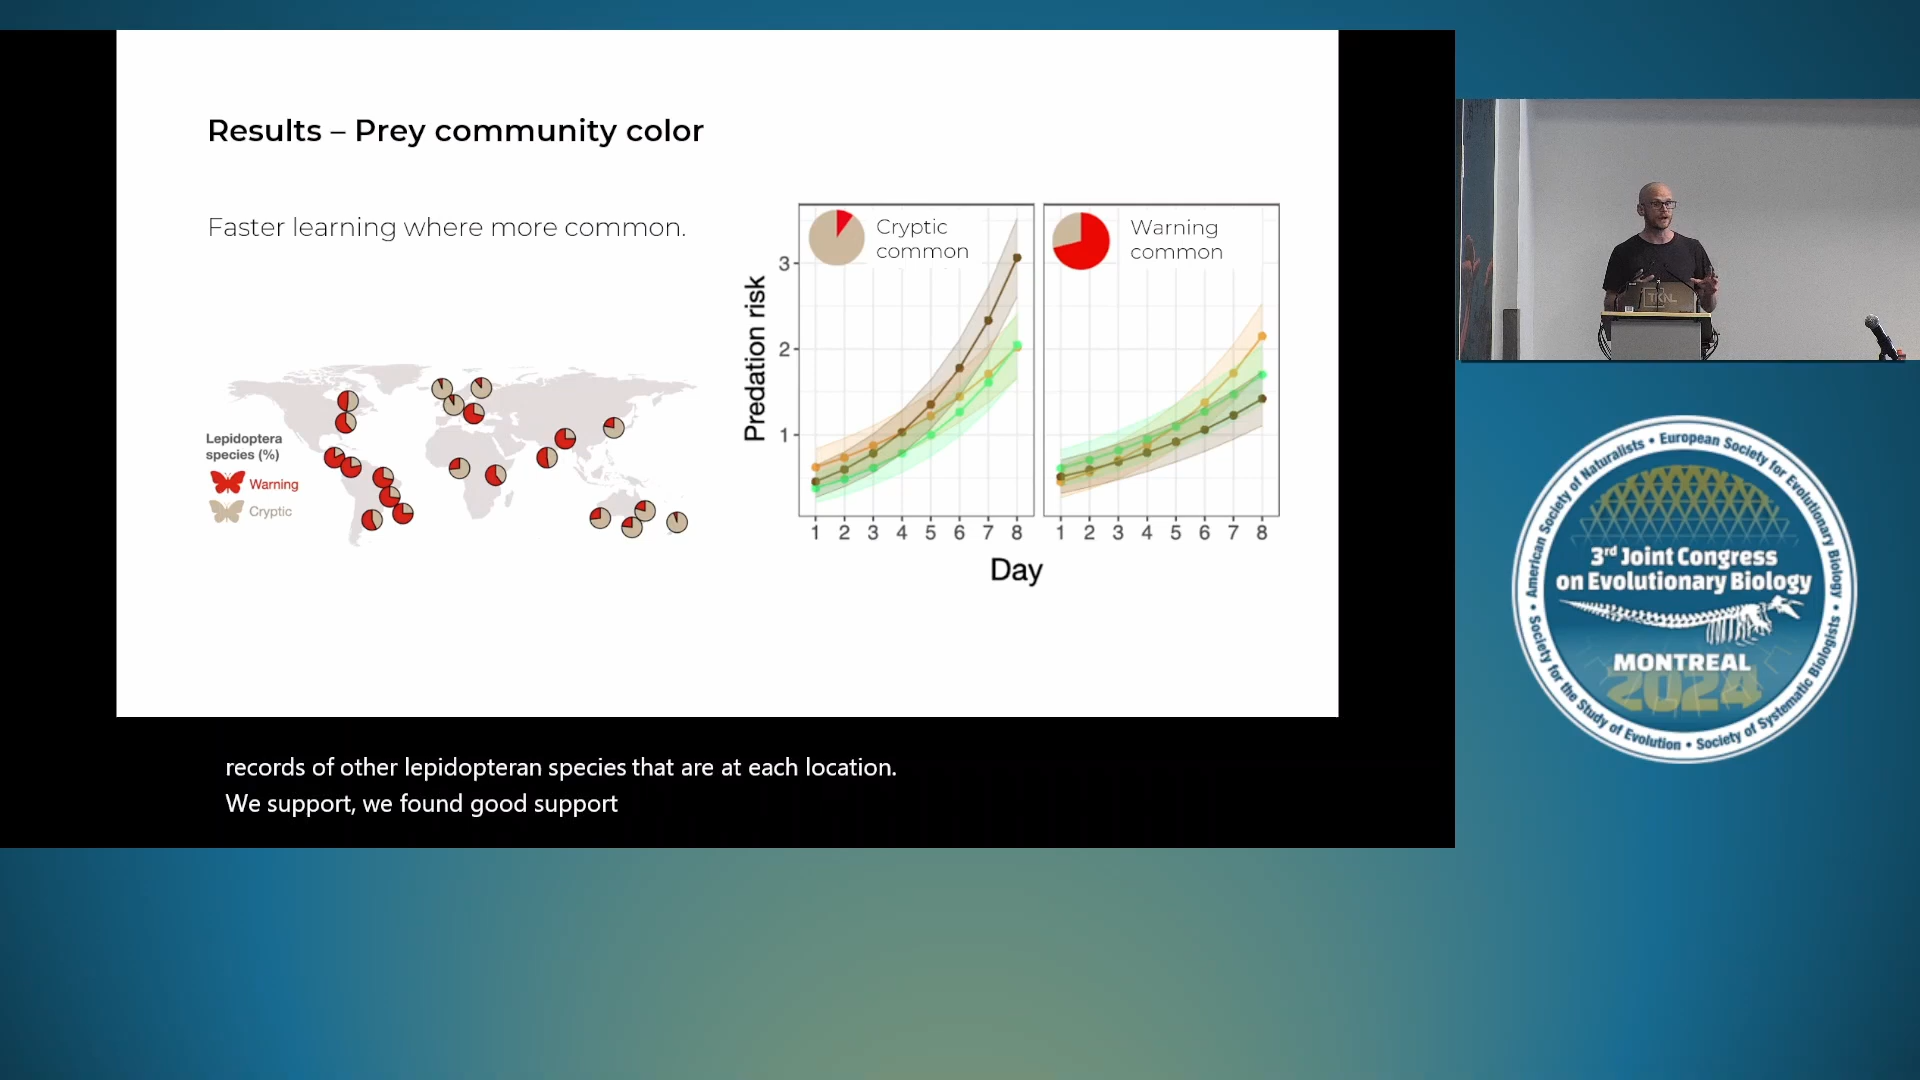 Results – Prey community color
Faster learning where more common.
Lepidoptera
species (%)
Warning
Cryptic
Predation risk
3
2
1
Cryptic
common
Warning
common
1 2 3 4 5 6 7 8
1 2 3 4 5 6 7 8
Day
records of other lepidopteran species that are at each location.
We support, we found good support
American Society of Naturalists • European Society for Evolutionary Biology •
Society of Systematic Biologists • Society for the Study of Evolution •
3rd Joint Congress
on Evolutionary Biology
MONTREAL
2024